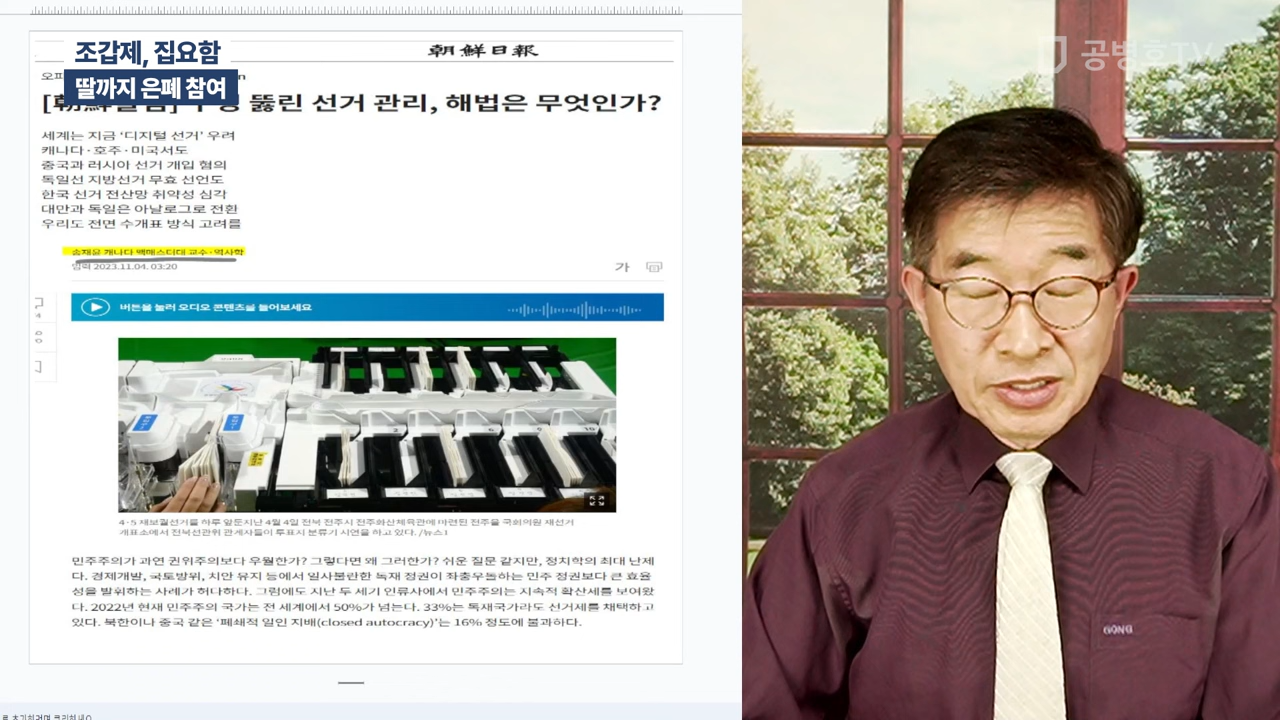 조갑제, 집요함
딸까지 은폐 참여
朝鮮日報
뚫린 선거 관리, 해법은 무엇인가?
세계는 지금 ‘디지털 선거’ 우려
캐나다·호주·미국서도
중국과 러시아 선거 개입 혐의
독일선 지방선거 무효 선언도
한국 선거 전산망 취약성 심각
대만과 독일은 아날로그로 전환
우리도 전면 수개표 방식 고려를
송재윤 캐나다 맥매스터대 교수·역사학
입력 2023.11.04. 03:20
가
버튼을 눌러 오디오 콘텐츠를 들어보세요
4·5 재보궐선거를 하루 앞둔지난 4월 4일 전북 전주시 전주화산체육관에 마련된 전주을 국회의원 재선거
개표소에서 전북선관위 관계자들이 투표지 분류기 시연을 하고 있다. /뉴스1
민주주의가 과연 권위주의보다 우월한가? 그렇다면 왜 그러한가? 쉬운 질문 같지만, 정치학의 최대 난제
다. 경제개발, 국토방위, 치안 유지 등에서 일사불란한 독재 정권이 좌충우돌하는 민주 정권보다 큰 효율
성을 발휘하는 사례가 허다하다. 그럼에도 지난 두 세기 인류사에서 민주주의는 지속적 확산세를 보여왔
다. 2022년 현재 민주주의 국가는 전 세계에서 50%가 넘는다. 33%는 독재국가라도 선거제를 채택하고
있다. 북한이나 중국 같은 ‘폐쇄적 일인 지배(closed autocracy)’는 16% 정도에 불과하다.
공병호TV
GONG